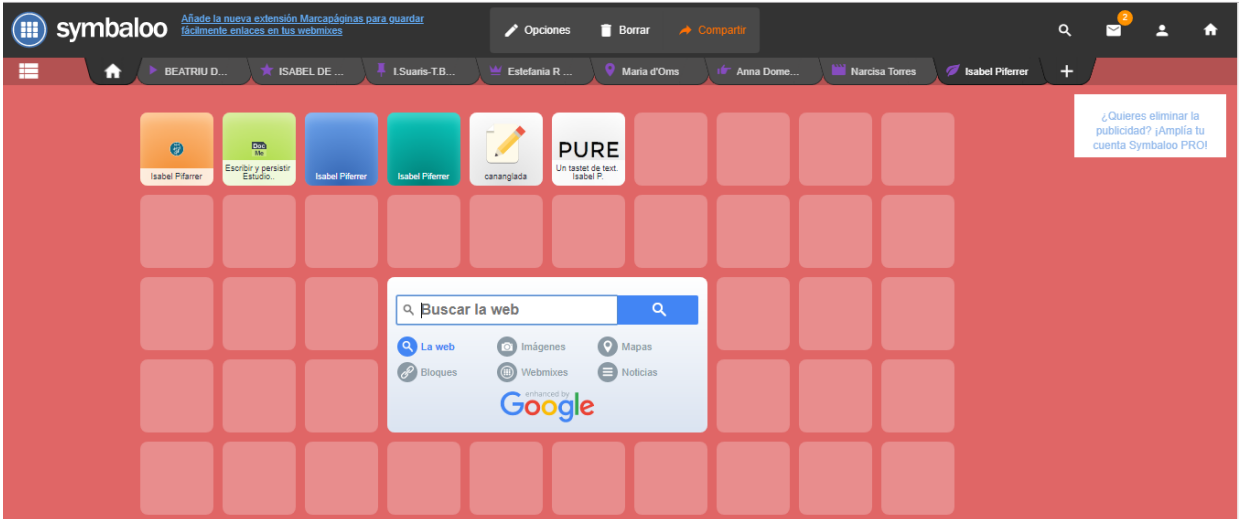 symbaloo
Añade la nueva extensión Marcapáginas para guardar
fácilmente enlaces en tus webmixes
Opciones
Borrar
Compartir
2
BEATRIU D...
ISABEL DE ...
I.Suaris-T.B...
Estefania R ...
Maria d'Oms
Anna Dome...
Narcisa Torres
Isabel Piferrer
¿Quieres eliminar la
publicidad? ¡Amplía tu
cuenta Symbaloo PRO!
Isabel Pifarrer
Doc
Me
Escribir y persistir
Estudio..
Isabel Piferrer
Isabel Piferrer
cananglada
PURE
Un tastet de text.
Isabel P.
Buscar la web
La web
Imágenes
Mapas
Bloques
Webmixes
Noticias
enhanced by
Google